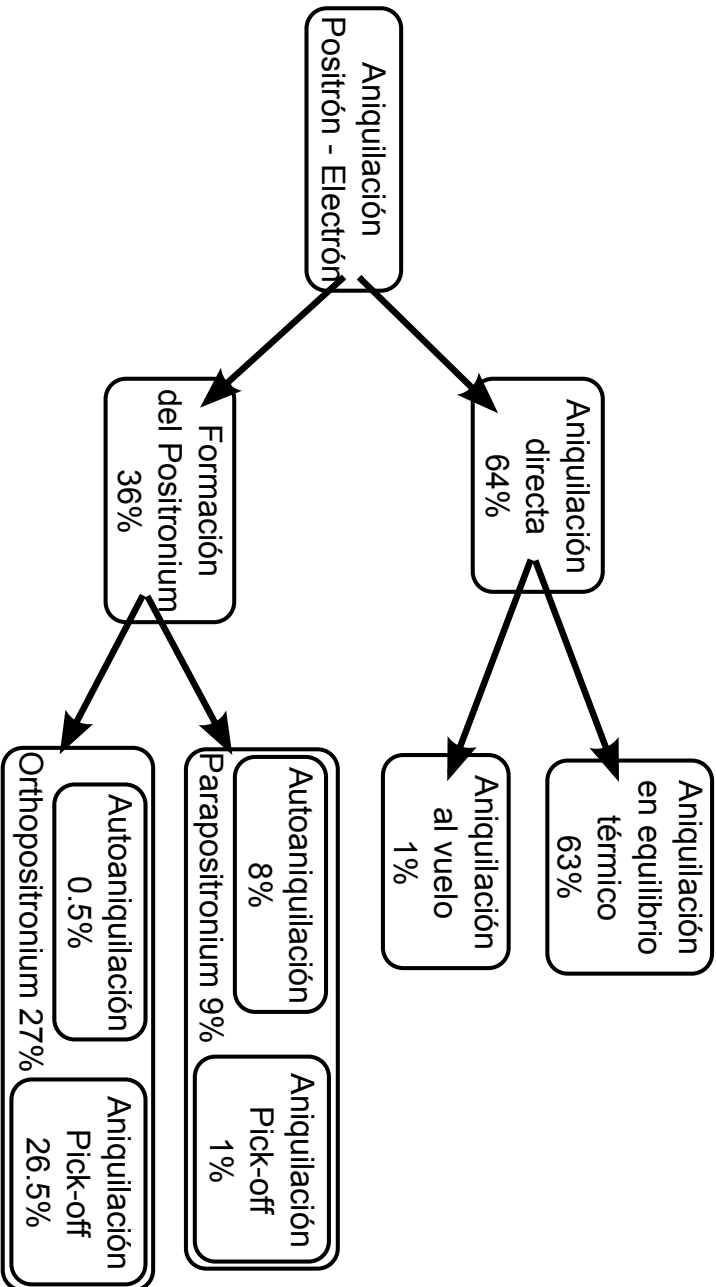 Aniquilación
Positrón - Electrón
Aniquilación
directa
64%
Formación
del Positronium
36%
Aniquilación
en equilibrio
térmico
63%
Aniquilación
al vuelo
1%
Autoaniquilación
8%
Aniquilación
Pick-off
1%
Parapositronium 9%
Autoaniquilación
0.5%
Aniquilación
Pick-off
26.5%
Orthopositronium 27%